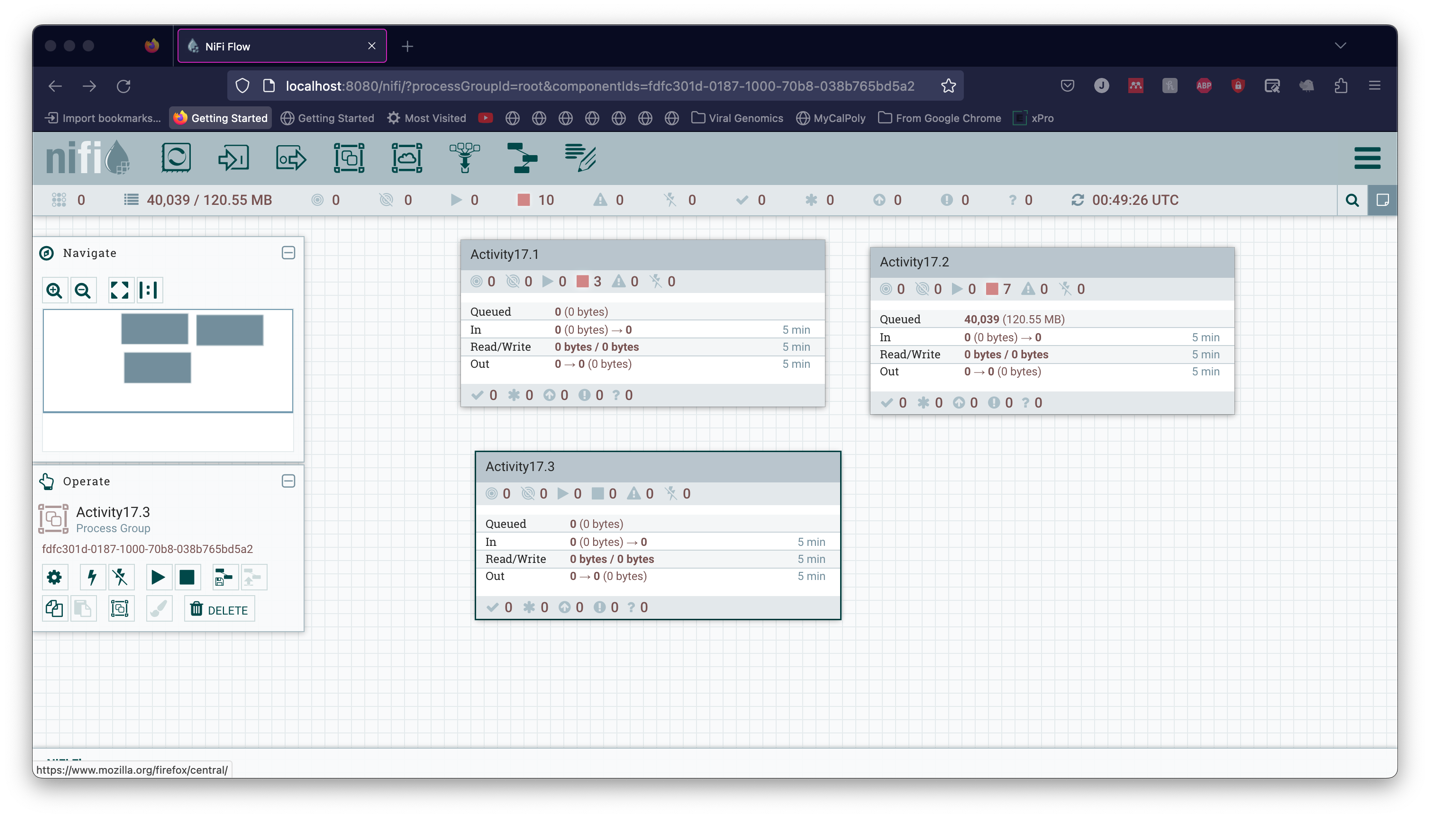 NiFi Flow
localhost:8080/nifi/?processGroupId=root&componentIds=fdfc301d-0187-1000-70b8-038b765bd5a2
Import bookmarks... Getting Started Getting Started Most Visited Viral Genomics MyCalPoly From Google Chrome xPro
nifi
0 40,039 / 120.55 MB 0 0 0 10 0 0 0 0 0 0 ? 0 00:49:26 UTC
Navigate
Operate
Activity17.3
Process Group
fdfc301d-0187-1000-70b8-038b765bd5a2
DELETE
Activity17.1
0 0 0 3 0 0
Queued 0 (0 bytes)
In 0 (0 bytes) → 0 5 min
Read/Write 0 bytes / 0 bytes 5 min
Out 0 → 0 (0 bytes) 5 min
0 0 0 0 ? 0
Activity17.2
0 0 0 7 0 0
Queued 40,039 (120.55 MB)
In 0 (0 bytes) → 0 5 min
Read/Write 0 bytes / 0 bytes 5 min
Out 0 → 0 (0 bytes) 5 min
0 0 0 0 ? 0
Activity17.3
0 0 0 0 0 0
Queued 0 (0 bytes)
In 0 (0 bytes) → 0 5 min
Read/Write 0 bytes / 0 bytes 5 min
Out 0 → 0 (0 bytes) 5 min
0 0 0 0 ? 0
https://www.mozilla.org/firefox/central/